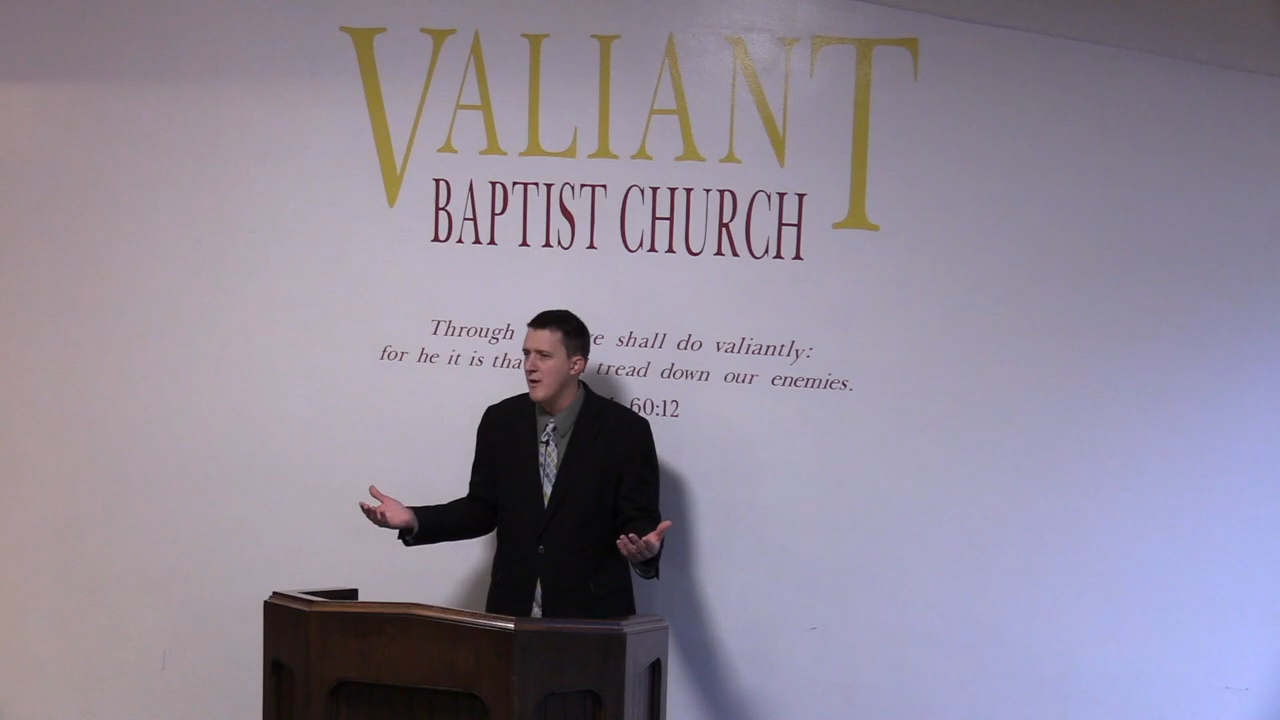 VALIANT
BAPTIST CHURCH
Through shall do valiantly:
for he it is tread down our enemies.
60:12